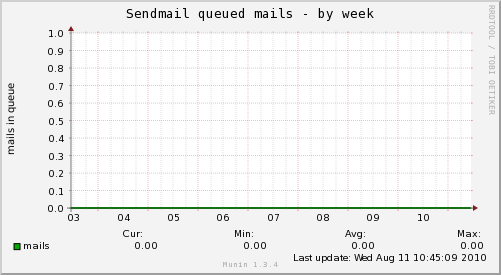 Sendmail queued mails - by week
RRDTOOL / TOBI OETIKER
mails in queue
1.0
0.9
0.8
0.7
0.6
0.5
0.4
0.3
0.2
0.1
0.0
03 04 05 06 07 08 09 10
Cur: Min: Avg: Max:
mails 0.00 0.00 0.00 0.00
Last update: Wed Aug 11 10:45:09 2010
Munin 1.3.4